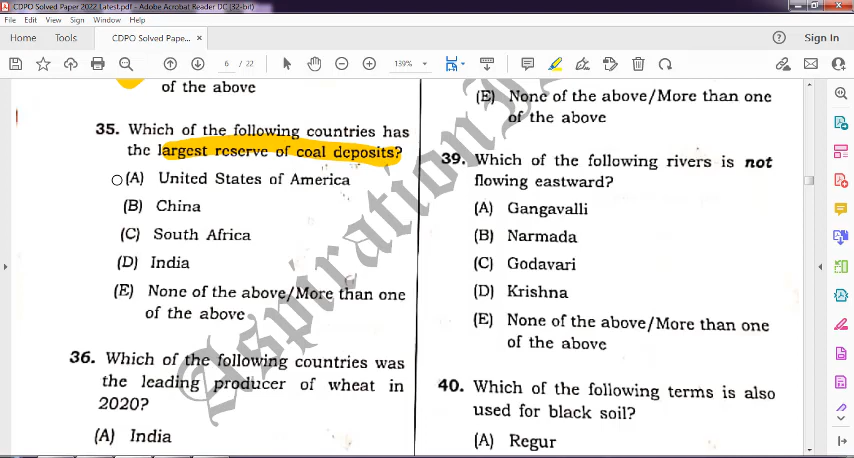 CDPO Solved Paper 2022 Latest.pdf - Adobe Acrobat Reader DC (32-bit)
File Edit View Sign Window Help
Home Tools CDPO Solved Pape... × Sign In
6 / 22 139%
of the above
35. Which of the following countries has
the largest reserve of coal deposits?
(A) United States of America
(B) China
(C) South Africa
(D) India
(E) None of the above/More than one
of the above
36. Which of the following countries was
the leading producer of wheat in
2020?
(A) India
(E) None of the above/More than one
of the above
39. Which of the following rivers is not
flowing eastward?
(A) Gangavalli
(B) Narmada
(C) Godavari
(D) Krishna
(E) None of the above/More than one
of the above
40. Which of the following terms is also
used for black soil?
(A) Regur